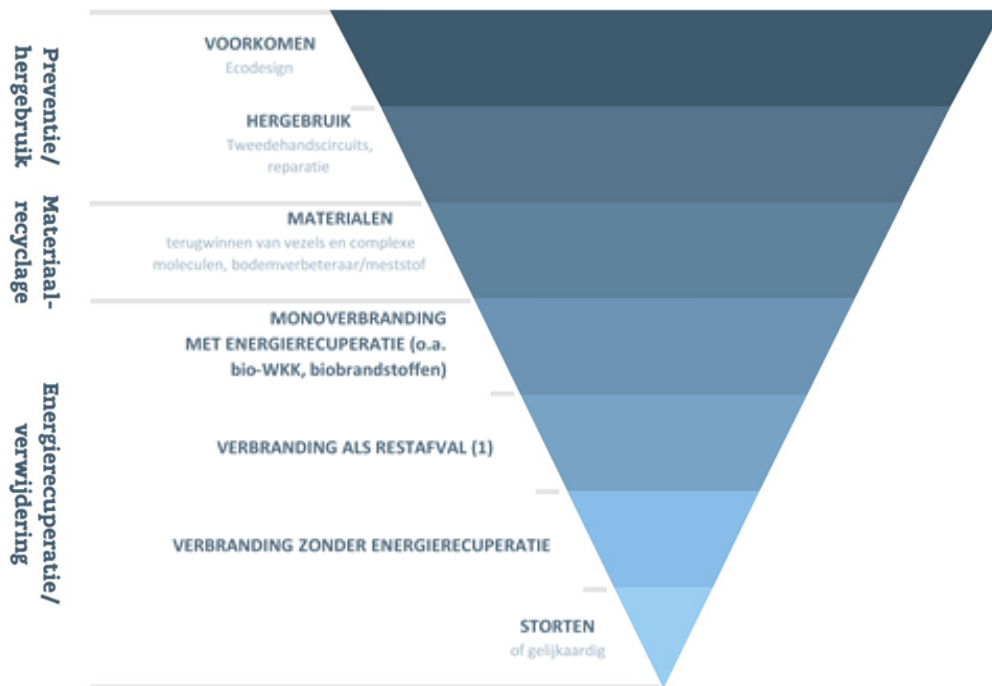 Preventie/
hergebruik
VOORKOMEN
Ecodesign
HERGEBRUIK
Tweedehandscircuits,
reparatie
Materiaal-
recyclage
MATERIALEN
terugwinnen van vezels en complexe
moleculen, bodemverbeteraar/meststof
Energierecuperatie/
verwijdering
MONOVERBRANDING
MET ENERGIERECUPERATIE (o.a.
bio-WKK, biobrandstoffen)
VERBRANDING ALS RESTAFVAL (1)
VERBRANDING ZONDER ENERGIERECUPERATIE
STORTEN
of gelijkaardig